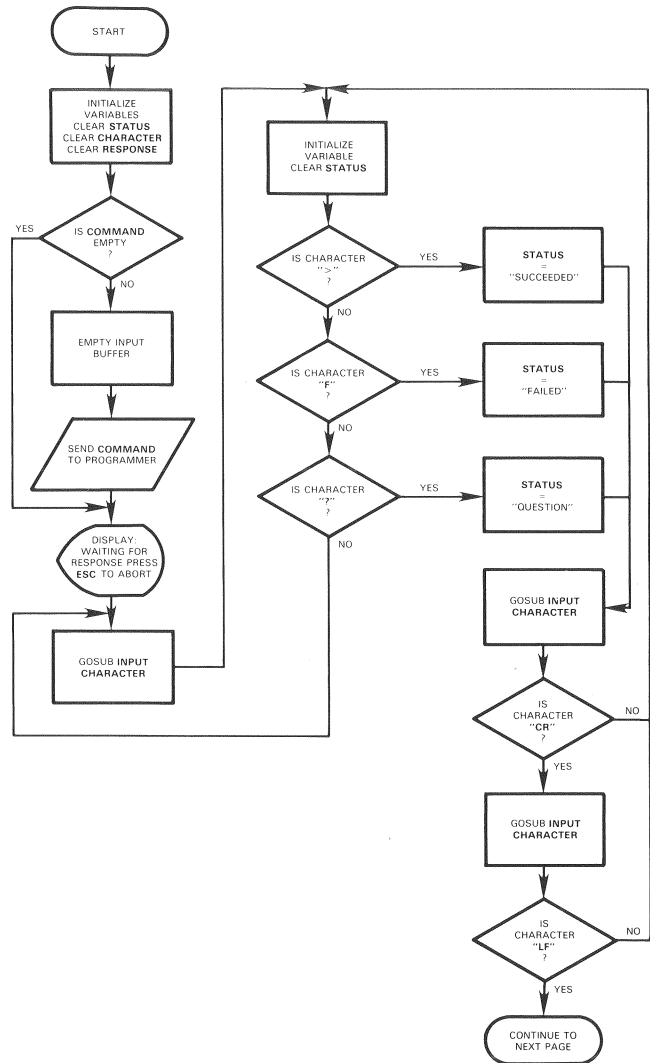 START
INITIALIZE
VARIABLES
CLEAR STATUS
CLEAR CHARACTER
CLEAR RESPONSE
YES
IS COMMAND
EMPTY
?
NO
EMPTY INPUT
BUFFER
SEND COMMAND
TO PROGRAMMER
DISPLAY:
WAITING FOR
RESPONSE PRESS
ESC TO ABORT
GOSUB INPUT
CHARACTER
INITIALIZE
VARIABLE
CLEAR STATUS
IS CHARACTER
">"
?
YES
NO
STATUS
=
"SUCCEEDED"
IS CHARACTER
"F"
?
YES
NO
STATUS
=
"FAILED"
IS CHARACTER
"?"
?
YES
NO
STATUS
=
"QUESTION"
GOSUB INPUT
CHARACTER
IS
CHARACTER
"CR"
?
NO
YES
GOSUB INPUT
CHARACTER
IS
CHARACTER
"LF"
?
NO
YES
CONTINUE TO
NEXT PAGE